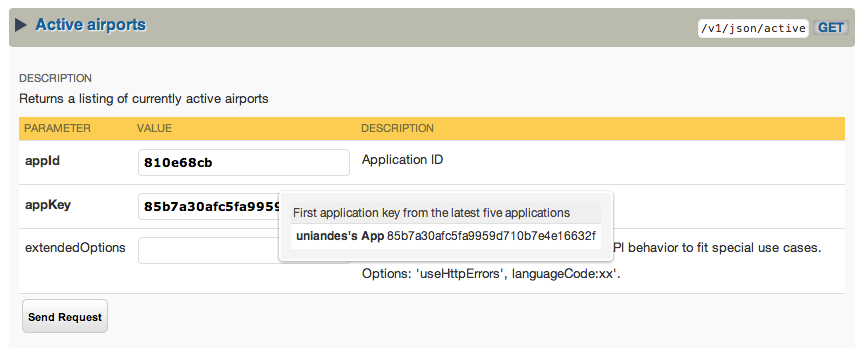 Active airports
/v1/json/active GET
DESCRIPTION
Returns a listing of currently active airports
PARAMETER VALUE DESCRIPTION
appId 810e68cb Application ID
appKey 85b7a30afc5fa9959
First application key from the latest five applications
uniandes's App 85b7a30afc5fa9959d710b7e4e16632f
extendedOptions PI behavior to fit special use cases.
Options: 'useHttpErrors', languageCode:xx'.
Send Request